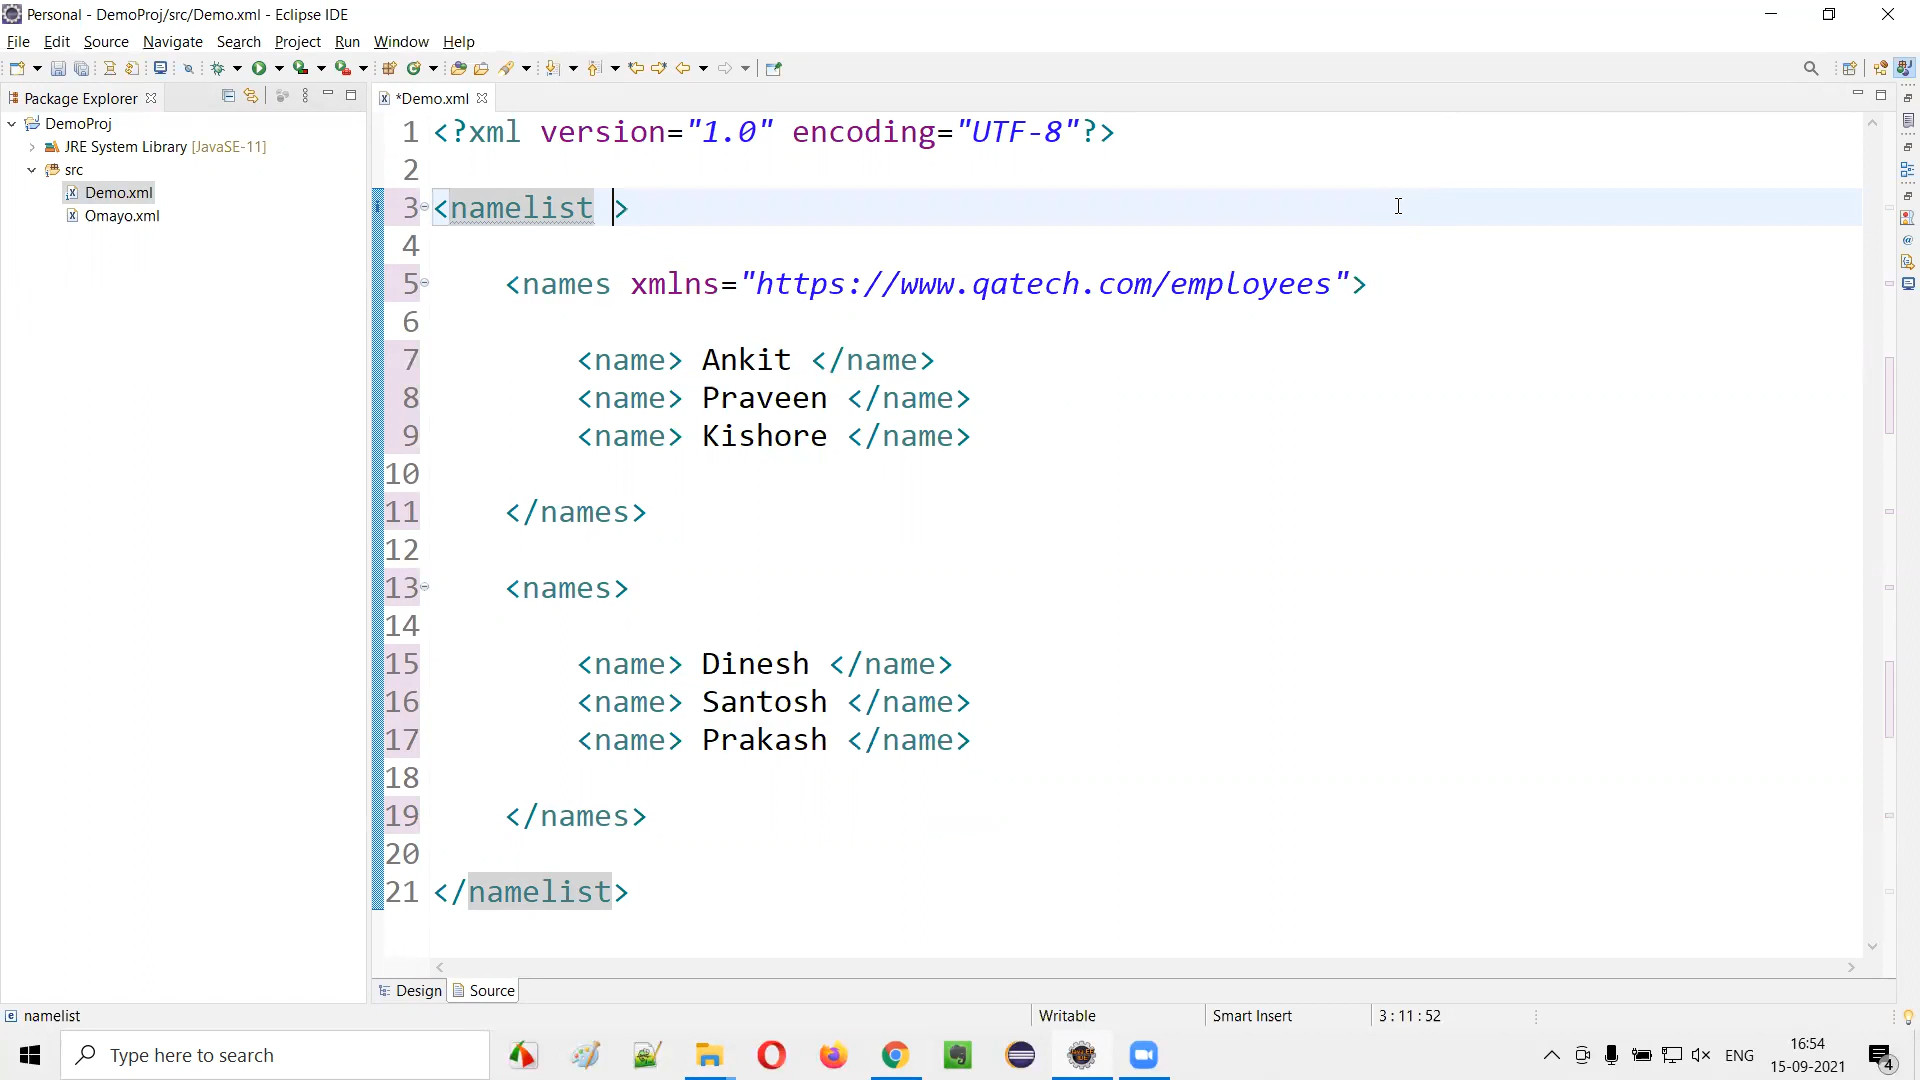 Personal - DemoProj/src/Demo.xml - Eclipse IDE
File Edit Source Navigate Search Project Run Window Help
Package Explorer
*Demo.xml
DemoProj
JRE System Library [JavaSE-11]
src
Demo.xml
Omayo.xml
1 <?xml version="1.0" encoding="UTF-8"?>
2
3 <namelist >
4
5 <names xmlns="https://www.qatech.com/employees">
6
7 <name> Ankit </name>
8 <name> Praveen </name>
9 <name> Kishore </name>
10
11 </names>
12
13 <names>
14
15 <name> Dinesh </name>
16 <name> Santosh </name>
17 <name> Prakash </name>
18
19 </names>
20
21 </namelist>
Design Source
namelist
Writable
Smart Insert
3 : 11 : 52
Type here to search
ENG
16:54
15-09-2021
4